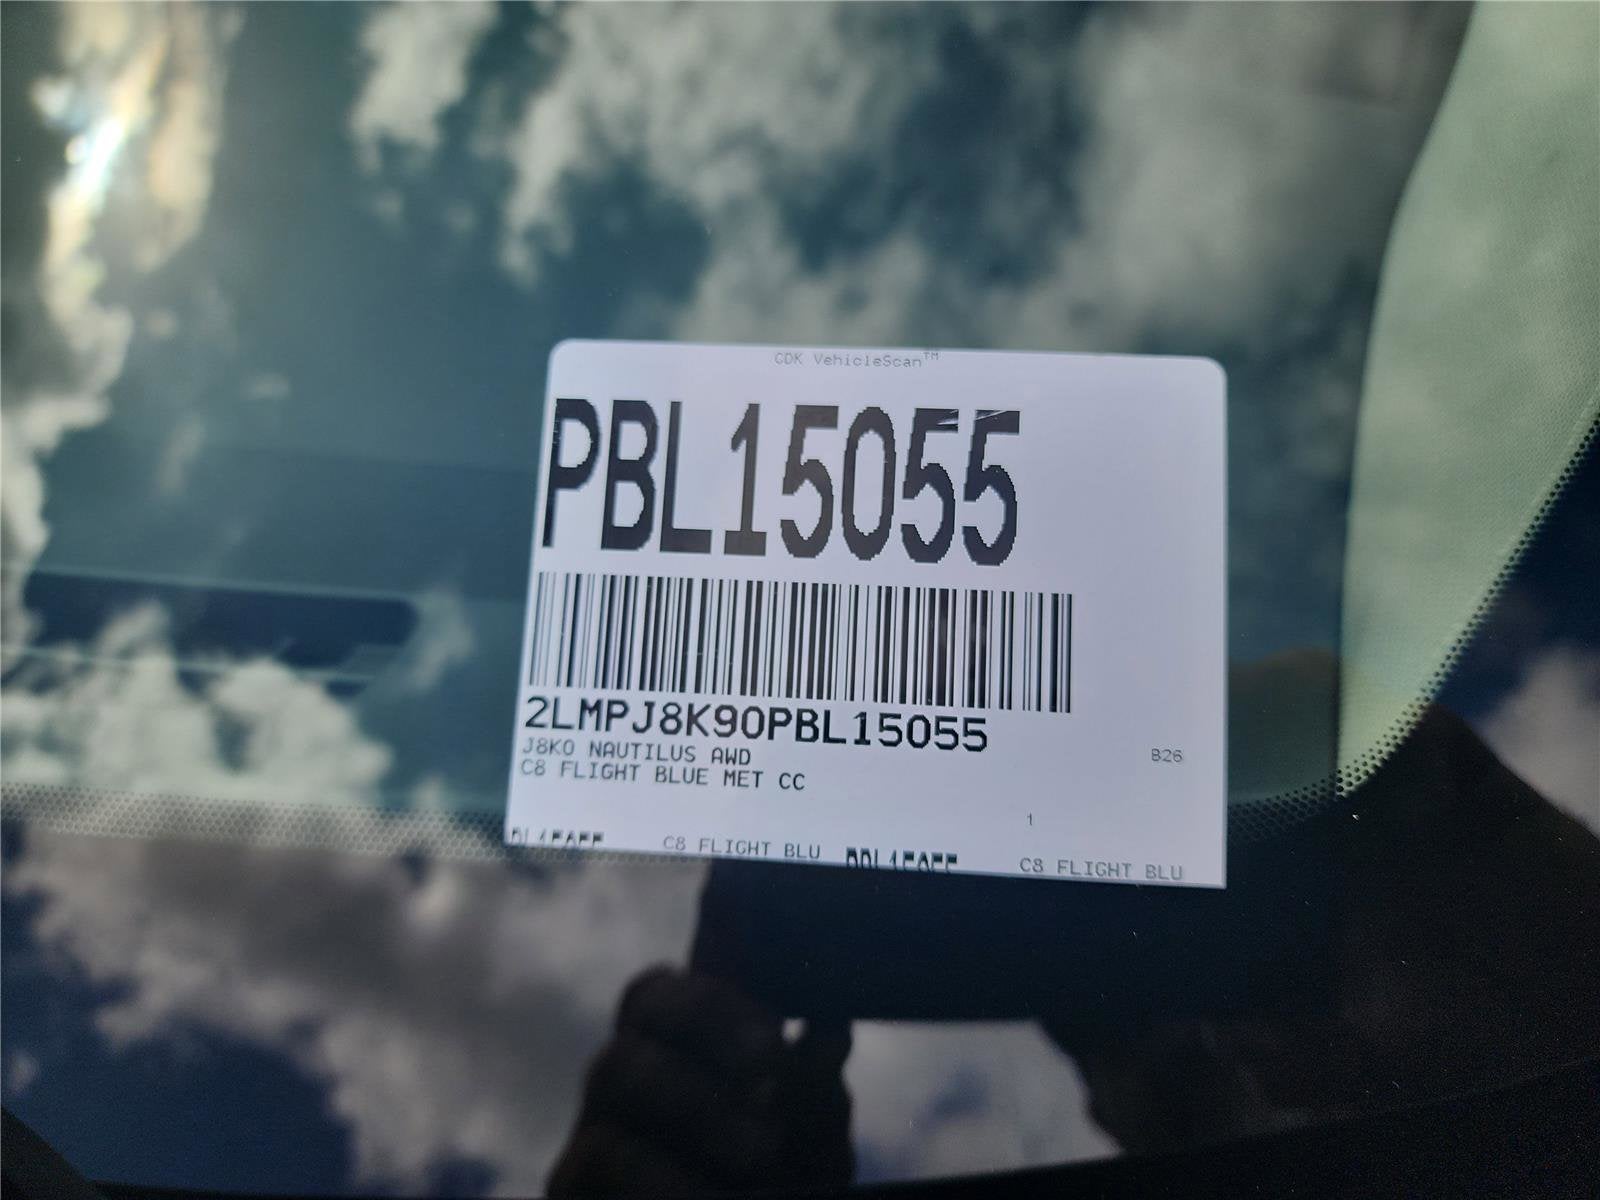 CDK VehicleScan™
PBL15055
2LMPJ8K90PBL15055
J8K0 NAUTILUS AWD
C8 FLIGHT BLUE MET CC
B26
1
C8 FLIGHT BLU
C8 FLIGHT BLU